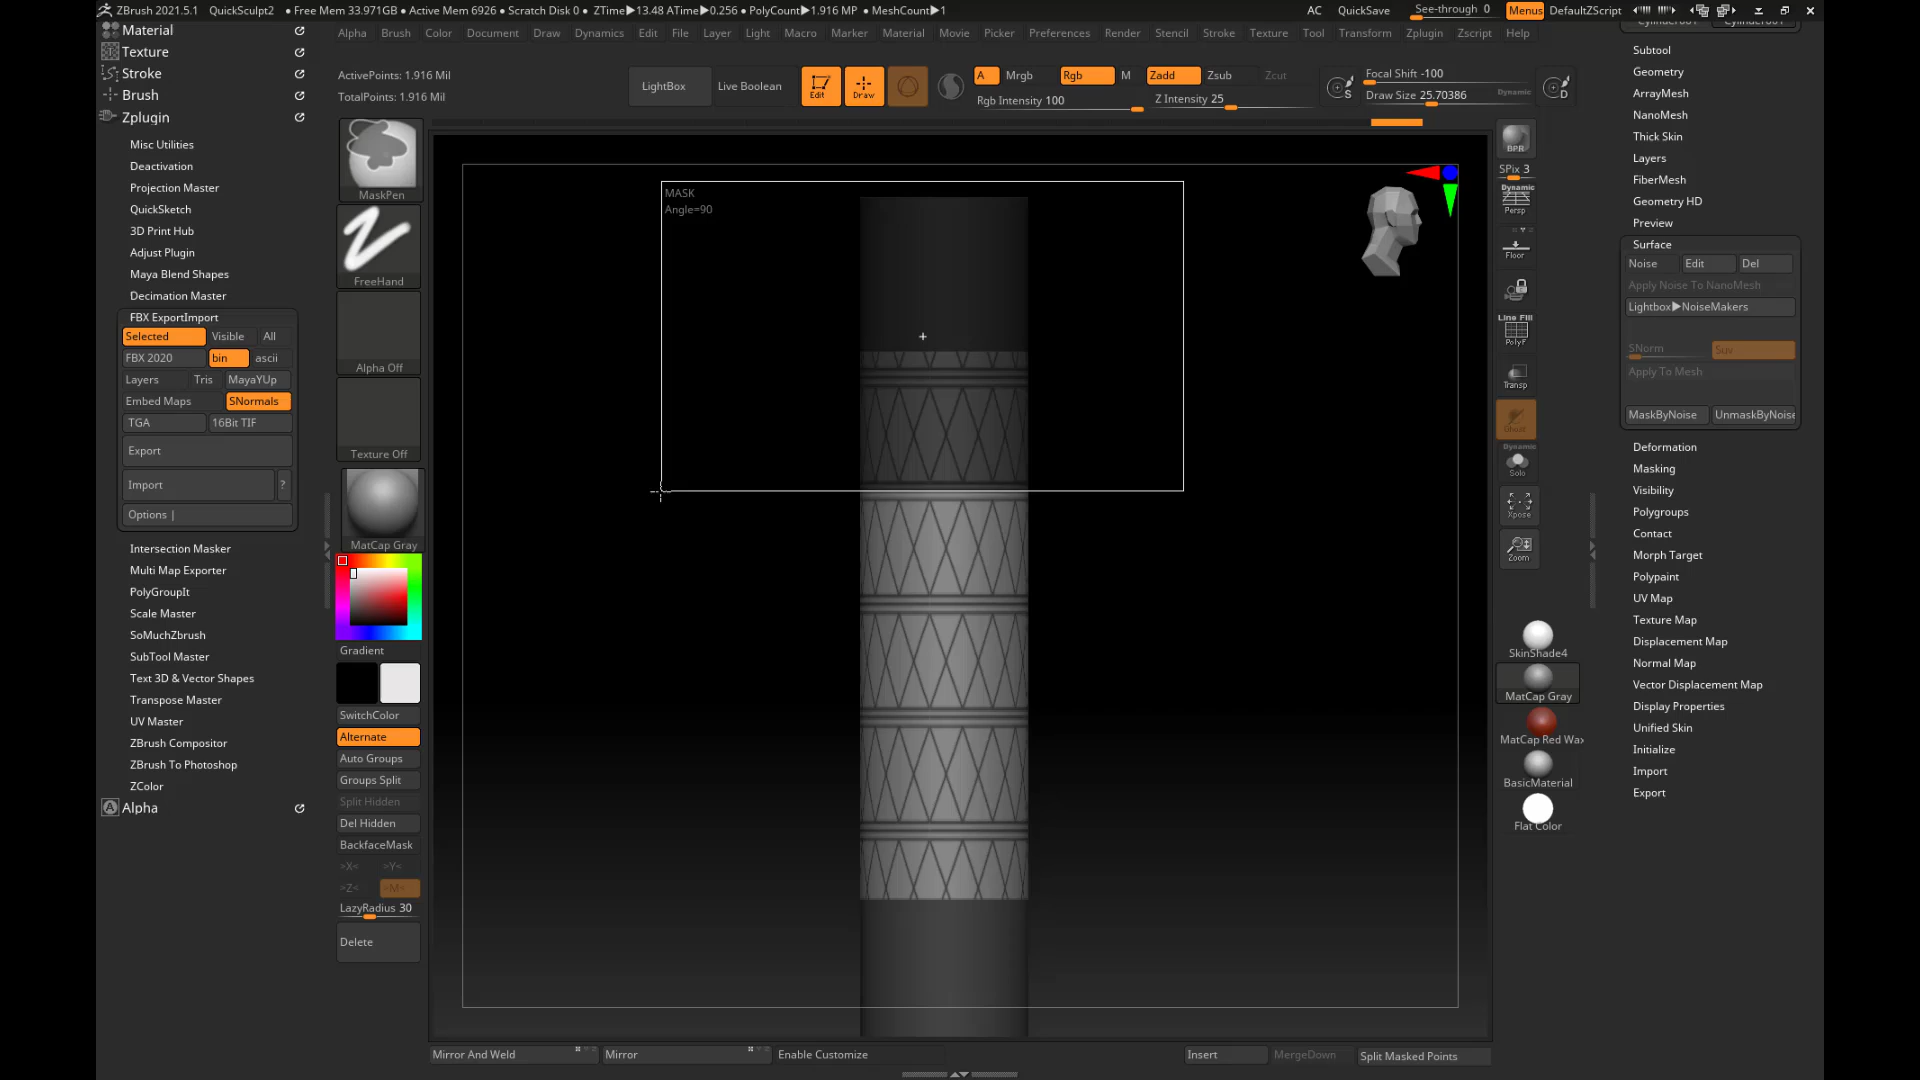 ZBrush 2021.5.1 QuickSculpt2 ● Free Mem 33.971GB ● Active Mem 6926 ● Scratch Disk 0 ● ZTime▶13.48 ATime▶0.256 ● PolyCount▶1.916 MP ● MeshCount▶1 AC QuickSave See-through 0 Menus DefaultZScript
Alpha Brush Color Document Draw Dynamics Edit File Layer Light Macro Marker Material Movie Picker Preferences Render Stencil Stroke Texture Tool Transform Zplugin Zscript Help
ActivePoints: 1.916 Mil
TotalPoints: 1.916 Mil
LightBox
Live Boolean
Edit
Draw
A Mrgb Rgb M Zadd Zsub Zcut
Rgb Intensity 100 Z Intensity 25
S
Focal Shift -100
Draw Size 25.70386 Dynamic
D
Material
Texture
Stroke
Brush
Zplugin
Misc Utilities
Deactivation
Projection Master
QuickSketch
3D Print Hub
Adjust Plugin
Maya Blend Shapes
Decimation Master
FBX ExportImport
Selected Visible All
FBX 2020 bin ascii
Layers Tris MayaYUp
Embed Maps SNormals
TGA 16Bit TIF
Export
Import ?
Options |
Intersection Masker
Multi Map Exporter
PolyGroupIt
Scale Master
SoMuchZbrush
SubTool Master
Text 3D & Vector Shapes
Transpose Master
UV Master
ZBrush Compositor
ZBrush To Photoshop
ZColor
A Alpha
MaskPen
FreeHand
Alpha Off
Texture Off
MatCap Gray
Gradient
SwitchColor
Alternate
Auto Groups
Groups Split
Split Hidden
Del Hidden
BackfaceMask
>X< >Y<
>Z< >M<
LazyRadius 30
Delete
MASK
Angle=90
Mirror And Weld
Mirror
Enable Customize
Insert
MergeDown
Split Masked Points
BPR
SPix 3
Dynamic
Persp
Floor
Line Fill
PolyF
Transp
Ghost
Dynamic
Solo
Xpose
Zoom
SkinShade4
MatCap Gray
MatCap Red Wax
BasicMaterial
Flat Color
Subtool
Geometry
ArrayMesh
NanoMesh
Thick Skin
Layers
FiberMesh
Geometry HD
Preview
Surface
Noise Edit Del
Apply Noise To NanoMesh
Lightbox▶NoiseMakers
SNorm Suv
Apply To Mesh
MaskByNoise UnmaskByNoise
Deformation
Masking
Visibility
Polygroups
Contact
Morph Target
Polypaint
UV Map
Texture Map
Displacement Map
Normal Map
Vector Displacement Map
Display Properties
Unified Skin
Initialize
Import
Export